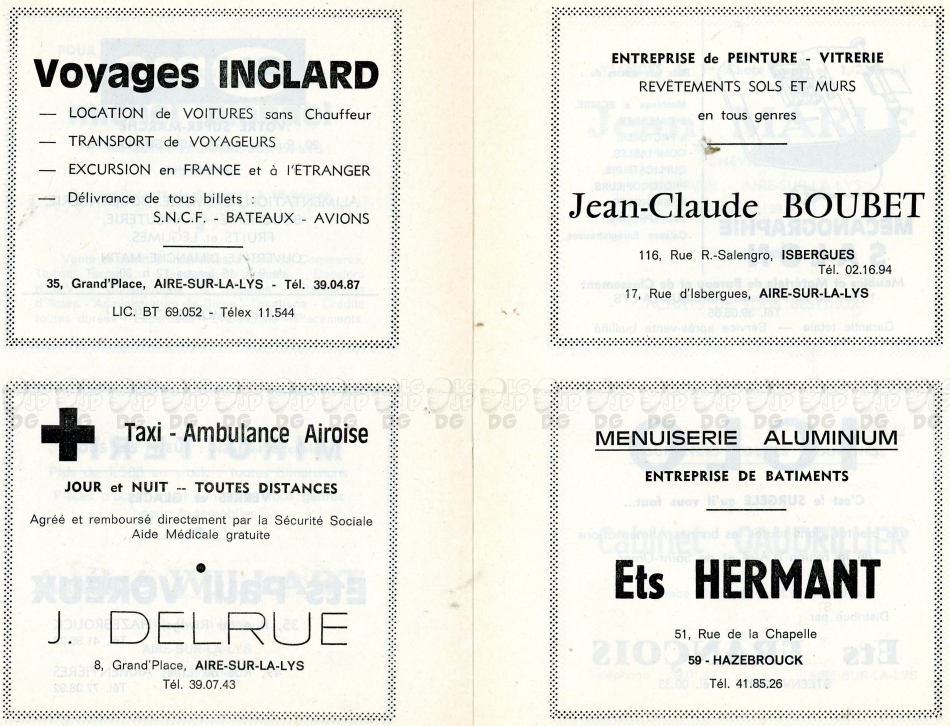 Voyages INGLARD
— LOCATION de VOITURES sans Chauffeur
— TRANSPORT de VOYAGEURS
— EXCURSION en FRANCE et à l'ÉTRANGER
— Délivrance de tous billets :
S.N.C.F. - BATEAUX - AVIONS
35, Grand'Place, AIRE-SUR-LA-LYS - Tél. 39.04.87
LIC. BT 69.052 - Télex 11.544
ENTREPRISE de PEINTURE - VITRERIE
REVÊTEMENTS SOLS ET MURS
en tous genres
Jean-Claude BOUBET
116, Rue R.-Salengro, ISBERGUES
Tél. 02.16.94
17, Rue d'Isbergues, AIRE-SUR-LA-LYS
Taxi - Ambulance Airoise
JOUR et NUIT -- TOUTES DISTANCES
Agréé et remboursé directement par la Sécurité Sociale
Aide Médicale gratuite
J. DELRUE
8, Grand'Place, AIRE-SUR-LA-LYS
Tél. 39.07.43
MENUISERIE ALUMINIUM
ENTREPRISE DE BATIMENTS
Ets HERMANT
51, Rue de la Chapelle
59 - HAZEBROUCK
Tél. 41.85.26